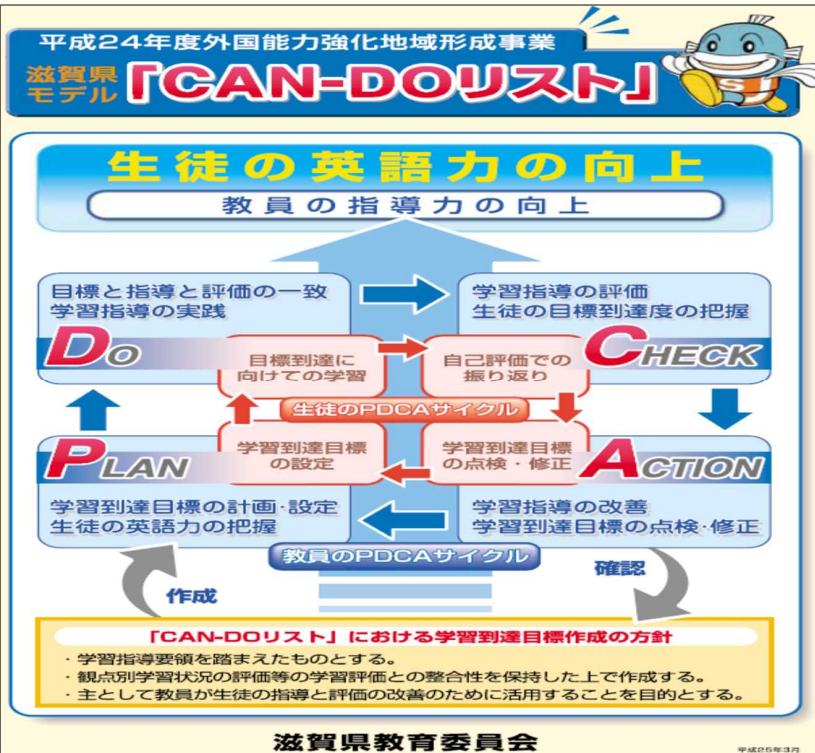 平成24年度外国能力強化地域形成事業
滋賀県
モデル「CAN-DOリスト」
生徒の英語力の向上
教員の指導力の向上
目標と指導と評価の一致
学習指導の実践
DO
学習指導の評価
生徒の目標到達度の把握
CHECK
目標到達に
向けての学習
自己評価での
振り返り
生徒のPDCAサイクル
学習到達目標
の設定
学習到達目標
の点検・修正
PLAN
学習到達目標の計画・設定
生徒の英語力の把握
ACTION
学習指導の改善
学習到達目標の点検・修正
教員のPDCAサイクル
作成
確認
「CAN-DOリスト」における学習到達目標作成の方針
・学習指導要領を踏まえたものとする。
・観点別学習状況の評価等の学習評価との整合性を保持した上で作成する。
・主として教員が生徒の指導と評価の改善のために活用することを目的とする。
滋賀県教育委員会
平成25年3月